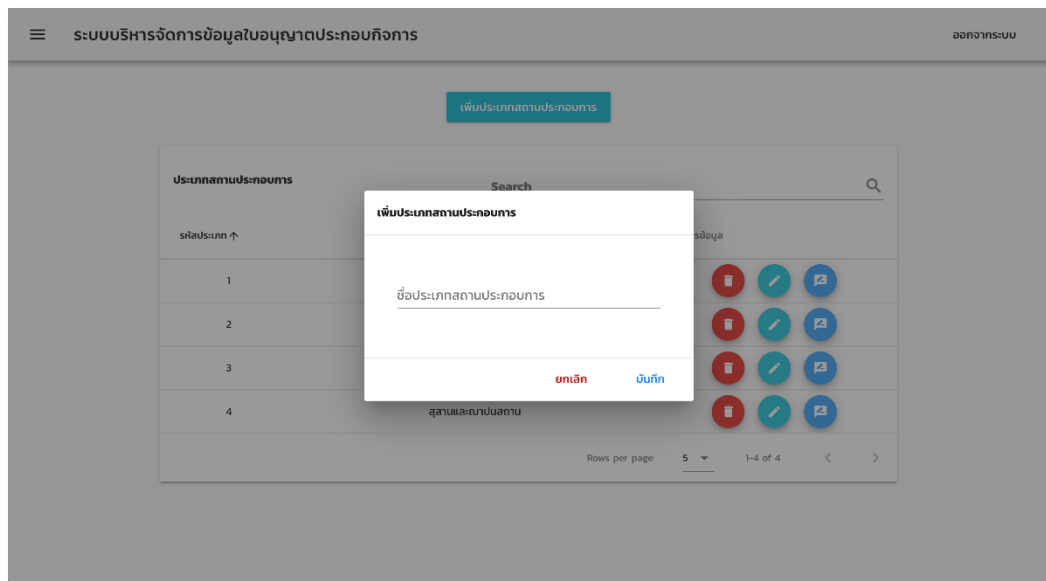 ระบบบริหารจัดการข้อมูลใบอนุญาตประกอบกิจการ
ออกจากระบบ
เพิ่มประเภทสถานประกอบการ
ประเภทสถานประกอบการ
Search
เพิ่มประเภทสถานประกอบการ
รหัสประเภท
รข้อมูล
1
ชื่อประเภทสถานประกอบการ
2
3
ยกเลิก บันทึก
4 สุสานและฌาปนสถาน
Rows per page: 5 1-4 of 4